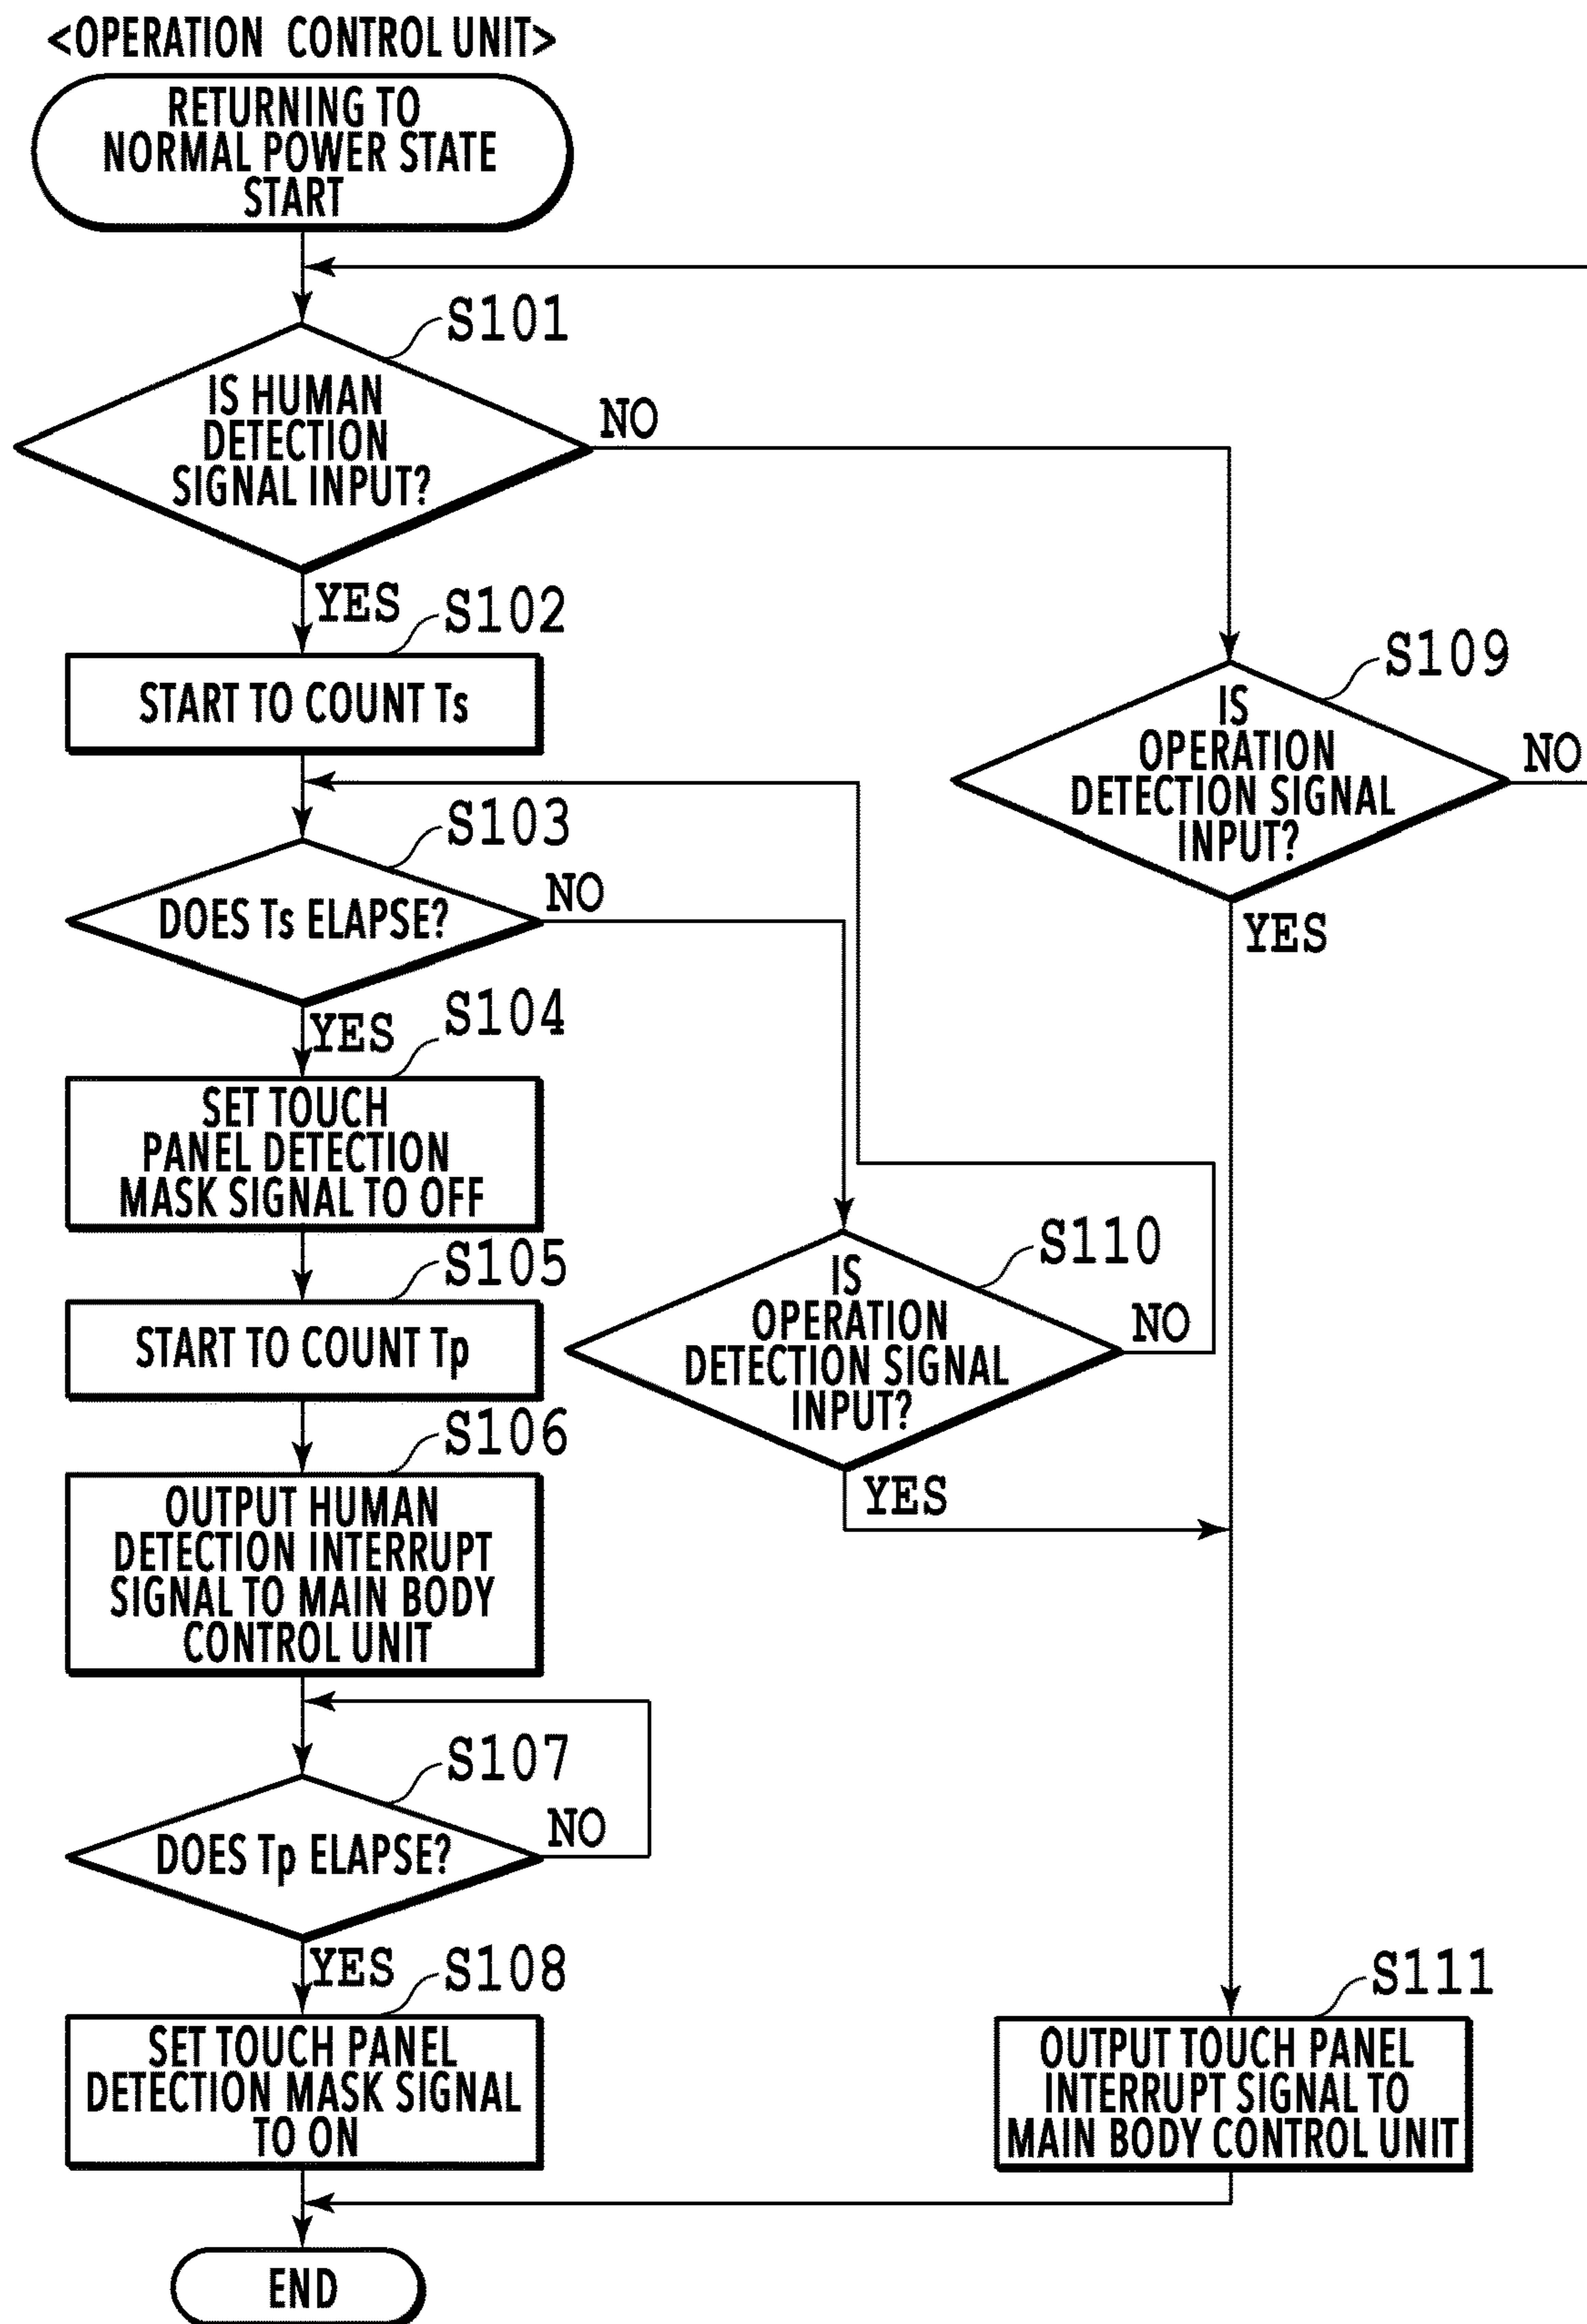 <OPERATION CONTROL UNIT>
RETURNING TO
NORMAL POWER STATE
START
S101
IS HUMAN
DETECTION
SIGNAL INPUT?
NO
YES
S102
START TO COUNT Ts
S109
IS
OPERATION
DETECTION SIGNAL
INPUT?
NO
YES
S103
DOES Ts ELAPSE?
NO
YES
S104
SET TOUCH
PANEL DETECTION
MASK SIGNAL TO OFF
S105
START TO COUNT Tp
S110
IS
OPERATION
DETECTION SIGNAL
INPUT?
NO
YES
S106
OUTPUT HUMAN
DETECTION INTERRUPT
SIGNAL TO MAIN BODY
CONTROL UNIT
S107
DOES Tp ELAPSE?
NO
YES
S108
SET TOUCH PANEL
DETECTION MASK SIGNAL
TO ON
S111
OUTPUT TOUCH PANEL
INTERRUPT SIGNAL TO
MAIN BODY CONTROL UNIT
END